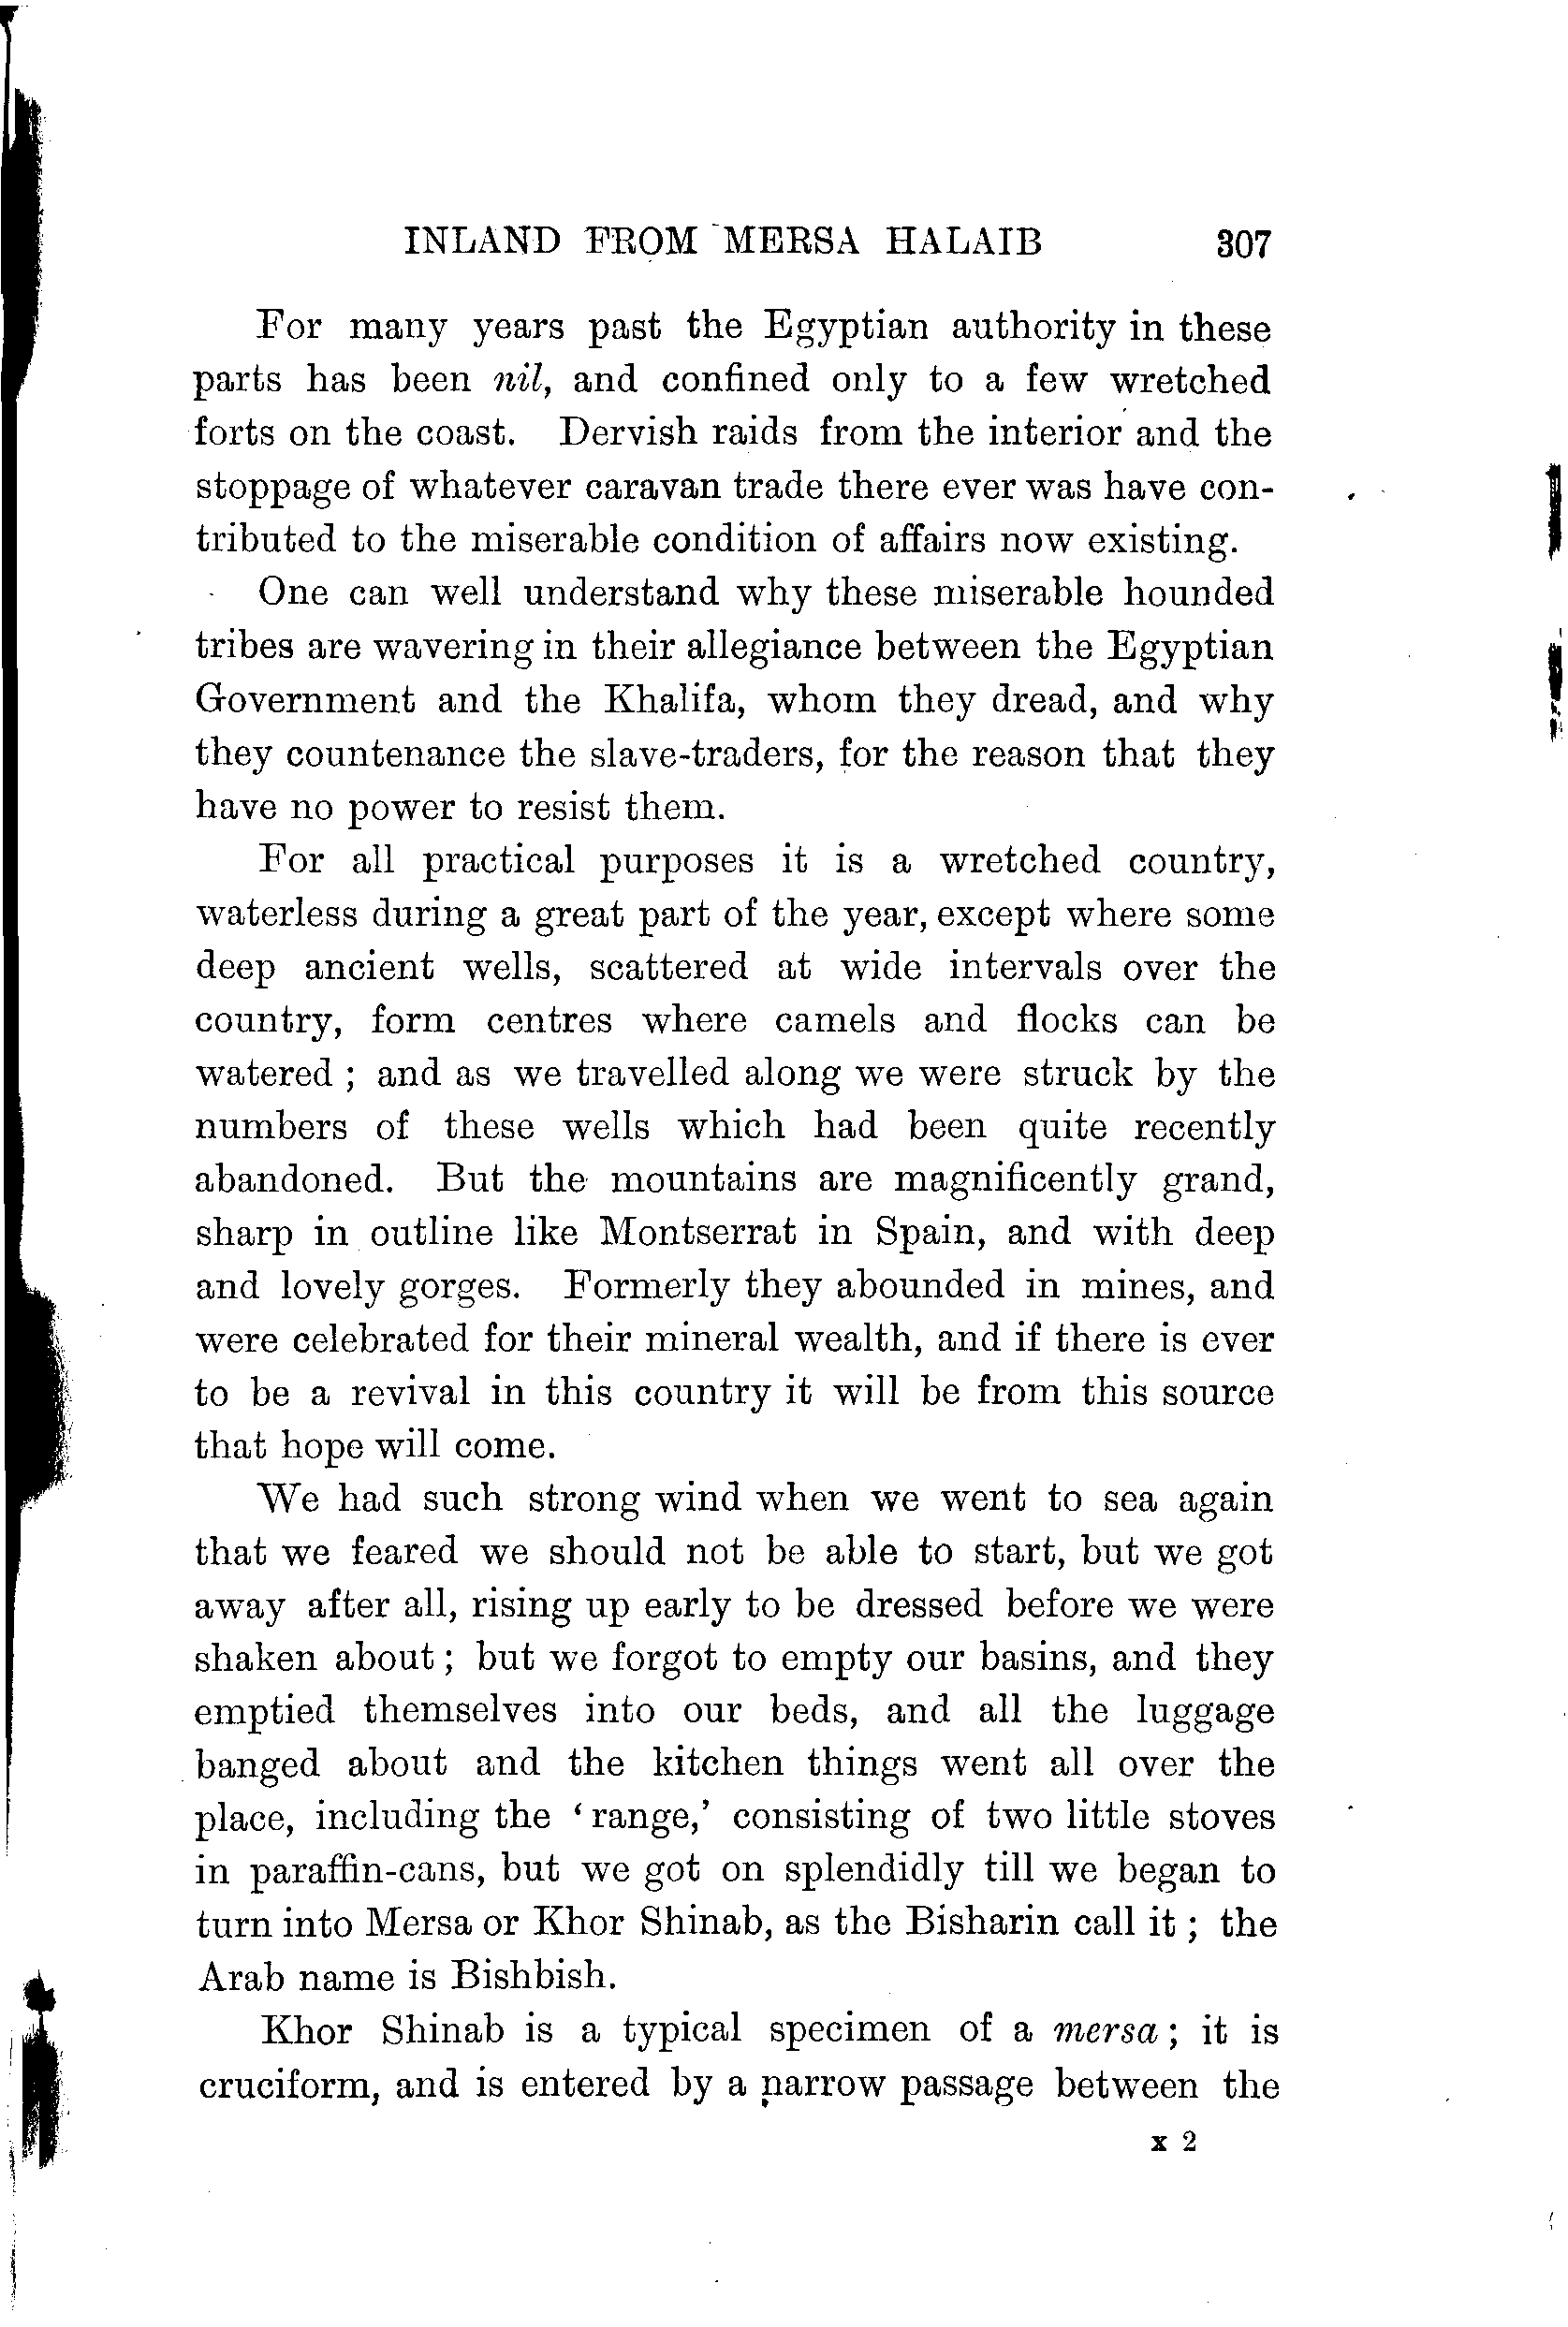 INLAND FROM MERSA HALAIB 307
For many years past the Egyptian authority in these
parts has been nil, and confined only to a few wretched
forts on the coast. Dervish raids from the interior and the
stoppage of whatever caravan trade there ever was have con-
tributed to the miserable condition of affairs now existing.
One can well understand why these miserable hounded
tribes are wavering in their allegiance between the Egyptian
Government and the Khalifa, whom they dread, and why
they countenance the slave-traders, for the reason that they
have no power to resist them.
For all practical purposes it is a wretched country,
waterless during a great part of the year, except where some
deep ancient wells, scattered at wide intervals over the
country, form centres where camels and flocks can be
watered ; and as we travelled along we were struck by the
numbers of these wells which had been quite recently
abandoned. But the mountains are magnificently grand,
sharp in outline like Montserrat in Spain, and with deep
and lovely gorges. Formerly they abounded in mines, and
were celebrated for their mineral wealth, and if there is ever
to be a revival in this country it will be from this source
that hope will come.
We had such strong wind when we went to sea again
that we feared we should not be able to start, but we got
away after all, rising up early to be dressed before we were
shaken about ; but we forgot to empty our basins, and they
emptied themselves into our beds, and all the luggage
banged about and the kitchen things went all over the
place, including the ‘range,’ consisting of two little stoves
in paraffin-cans, but we got on splendidly till we began to
turn into Mersa or Khor Shinab, as the Bisharin call it ; the
Arab name is Bishbish.
Khor Shinab is a typical specimen of a mersa ; it is
cruciform, and is entered by a narrow passage between the
x 2